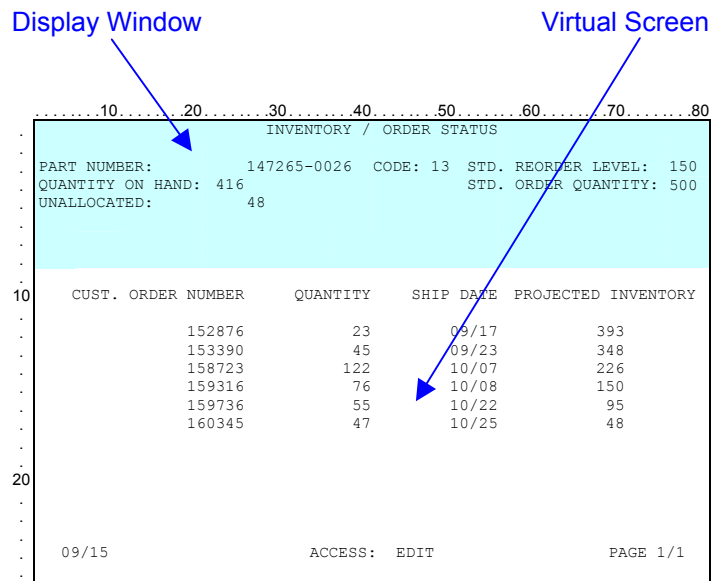 Display Window Virtual Screen
. . . . . .10. . . . . . .20. . . . . . .30. . . . . . .40. . . . . . .50. . . . . . .60. . . . . . .70. . . . . . .80
INVENTORY / ORDER STATUS
PART NUMBER: 147265-0026 CODE: 13 STD. REORDER LEVEL: 150
QUANTITY ON HAND: 416 STD. ORDER QUANTITY: 500
UNALLOCATED: 48
10 CUST. ORDER NUMBER QUANTITY SHIP DATE PROJECTED INVENTORY
152876 23 09/17 393
153390 45 09/23 348
158723 122 10/07 226
159316 76 10/08 150
159736 55 10/22 95
160345 47 10/25 48
20
09/15 ACCESS: EDIT PAGE 1/1